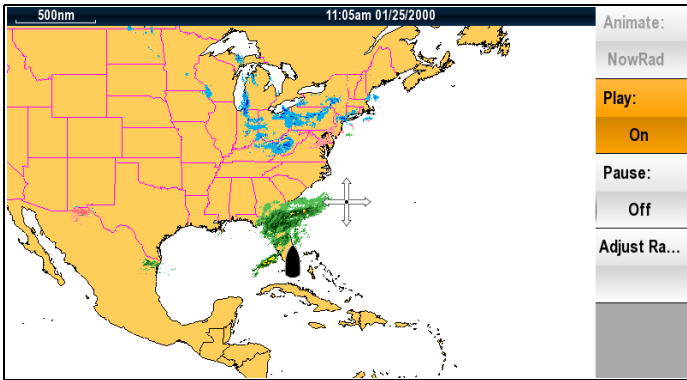 500nm
11:05am 01/25/2000
Animate:
NowRad
Play:
On
Pause:
Off
Adjust Ra...